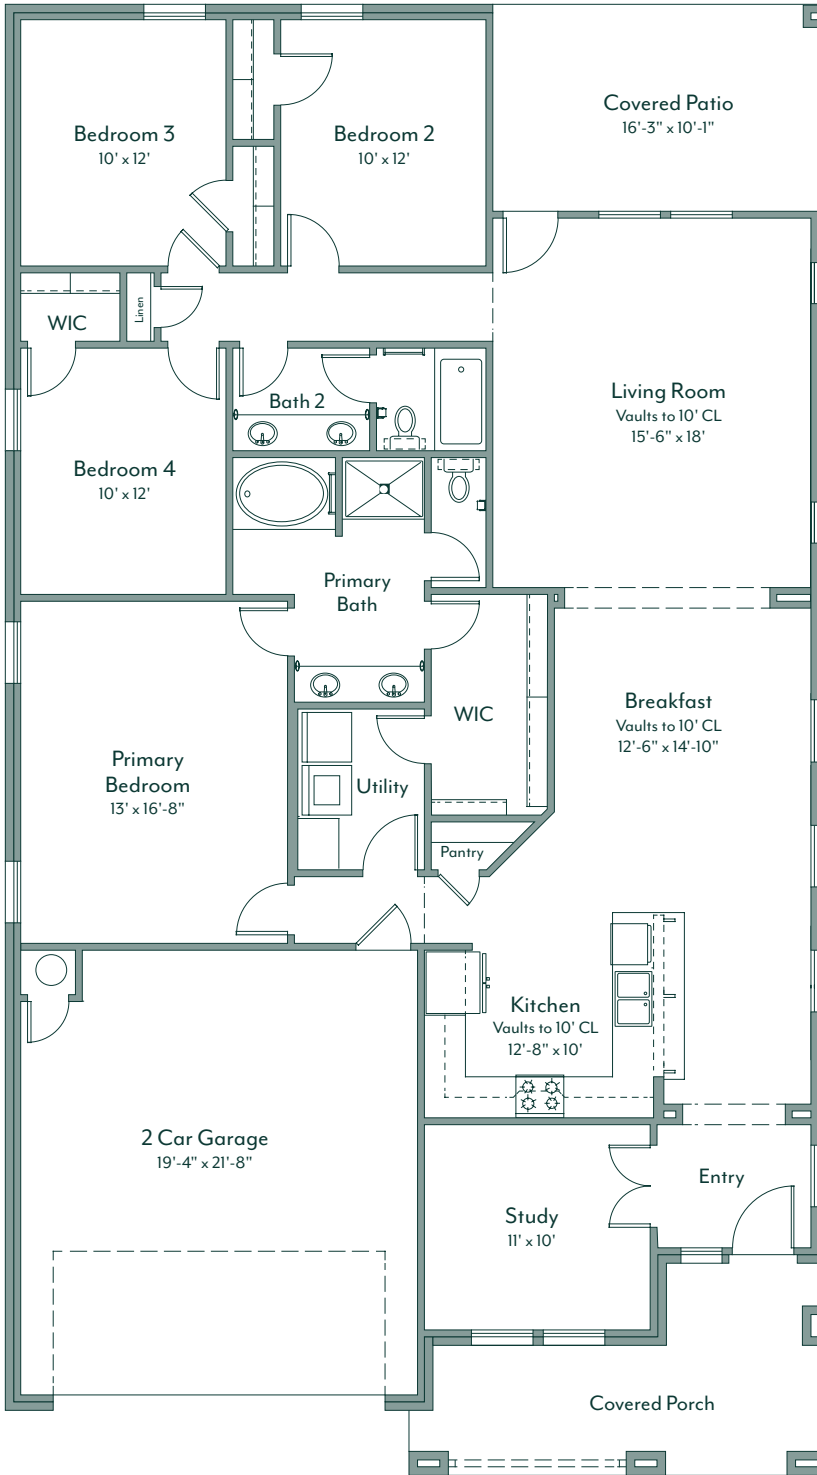 Bedroom 3
10' x 12'
Bedroom 2
10' x 12'
Covered Patio
16'-3" x 10'-1"
WIC
Linen
Living Room
Vaults to 10' CL
15'-6" x 18'
Bath 2
Bedroom 4
10' x 12'
Primary
Bath
Breakfast
Vaults to 10' CL
12'-6" x 14'-10"
WIC
Primary
Bedroom
13' x 16'-8"
Utility
Pantry
Kitchen
Vaults to 10' CL
12'-8" x 10'
2 Car Garage
19'-4" x 21'-8"
Entry
Study
11' x 10'
Covered Porch